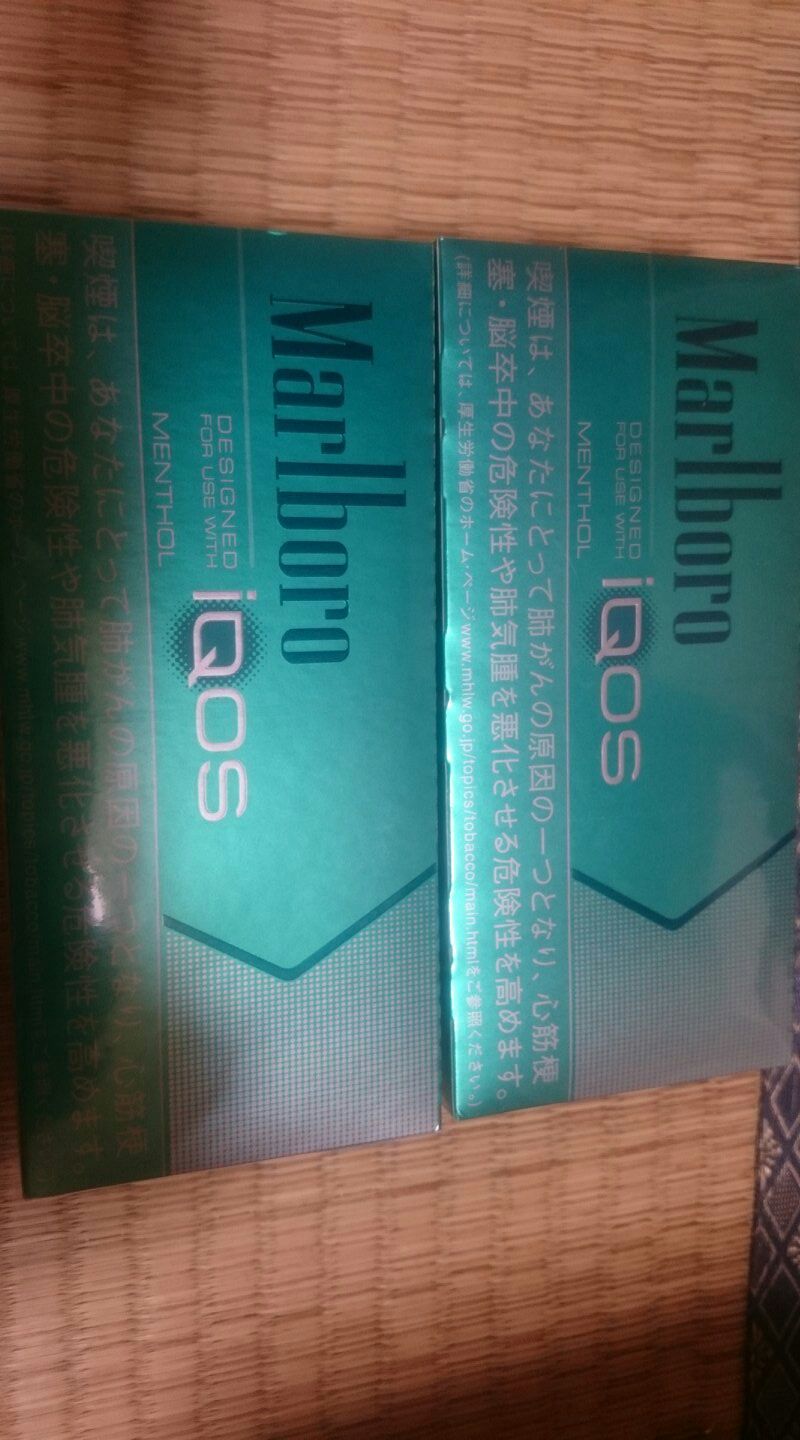 Marlboro
DESIGNED
FOR USE WITH
iQOS
MENTHOL
喫煙は、あなたにとって肺がんの原因の一つとなり、心筋梗
塞・脳卒中の危険性や肺気腫を悪化させる危険性を高めます。
(詳細については、厚生労働省のホーム・ページwww.mhlw.go.jp/topics/tobacco/main.htmlをご参照ください。)
Marlboro
DESIGNED
FOR USE WITH
iQOS
MENTHOL
喫煙は、あなたにとって肺がんの原因の一つとなり、心筋梗
塞・脳卒中の危険性や肺気腫を悪化させる危険性を高めます。